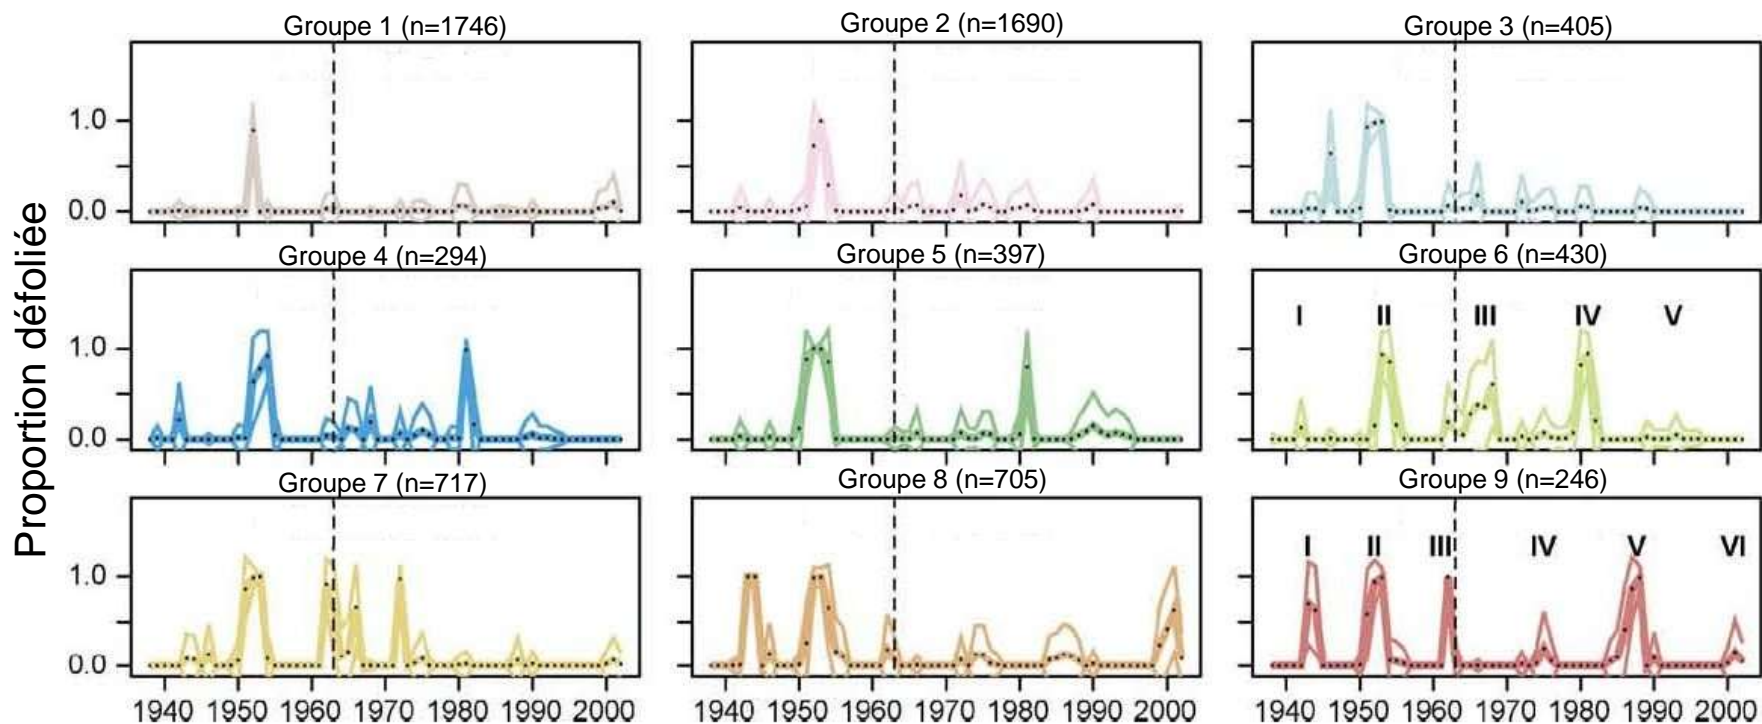 Groupe 1 (n=1746) Groupe 2 (n=1690) Groupe 3 (n=405)
1.0
0.0
Groupe 4 (n=294) Groupe 5 (n=397) Groupe 6 (n=430)
I II III IV V
1.0
0.0
Groupe 7 (n=717) Groupe 8 (n=705) Groupe 9 (n=246)
I II III IV V VI
1.0
0.0
1940 1950 1960 1970 1980 1990 2000 1940 1950 1960 1970 1980 1990 2000 1940 1950 1960 1970 1980 1990 2000
Proportion défoliée